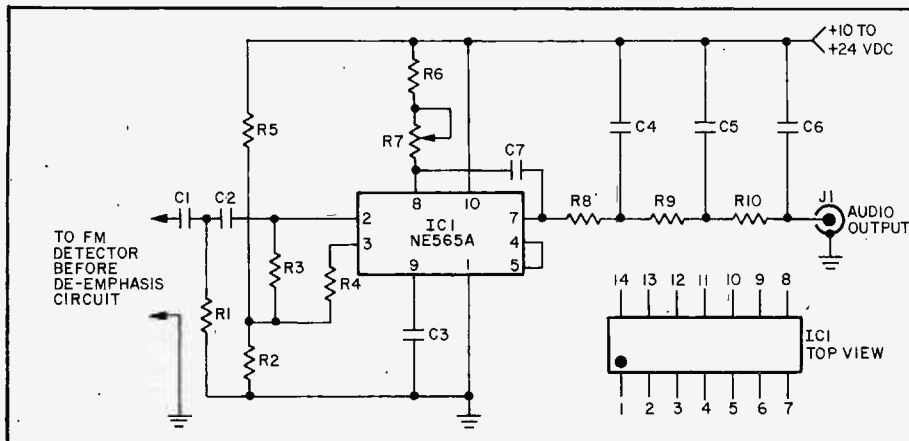 +10 TO
+24 VDC
R6
R5
R7
C4
C5
C6
C7
C1
C2
8
10
R8
R9
R10
J1
AUDIO
OUTPUT
2
IC1
NE565A
7
3
4
5
9
1
TO FM
DETECTOR
BEFORE
DE-EMPHASIS
CIRCUIT
R3
R4
R1
R2
C3
14 13 12 11 10 9 8
IC1
TOP VIEW
1 2 3 4 5 6 7